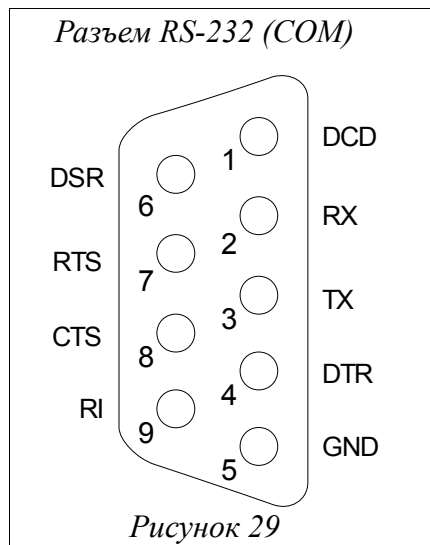 Разъем RS-232 (COM)
DCD
1
DSR
6
RX
2
RTS
7
TX
3
CTS
8
DTR
4
RI
9
GND
5
Рисунок 29